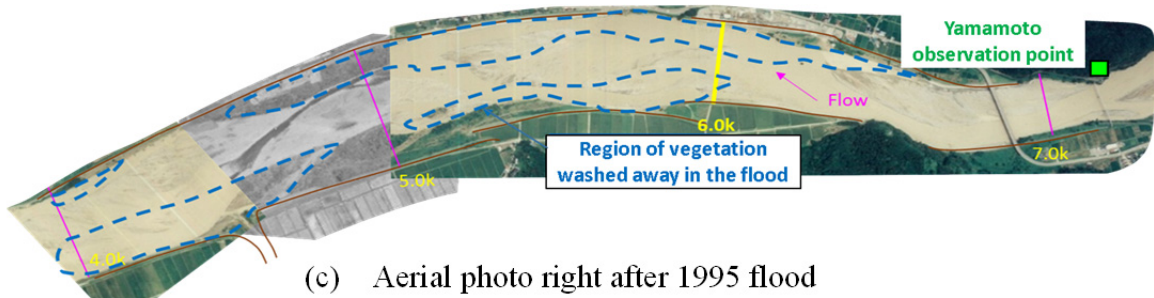 Yamamoto
observation point
Flow
6.0k
Region of vegetation
washed away in the flood
7.0k
5.0k
4.0k
(c) Aerial photo right after 1995 flood